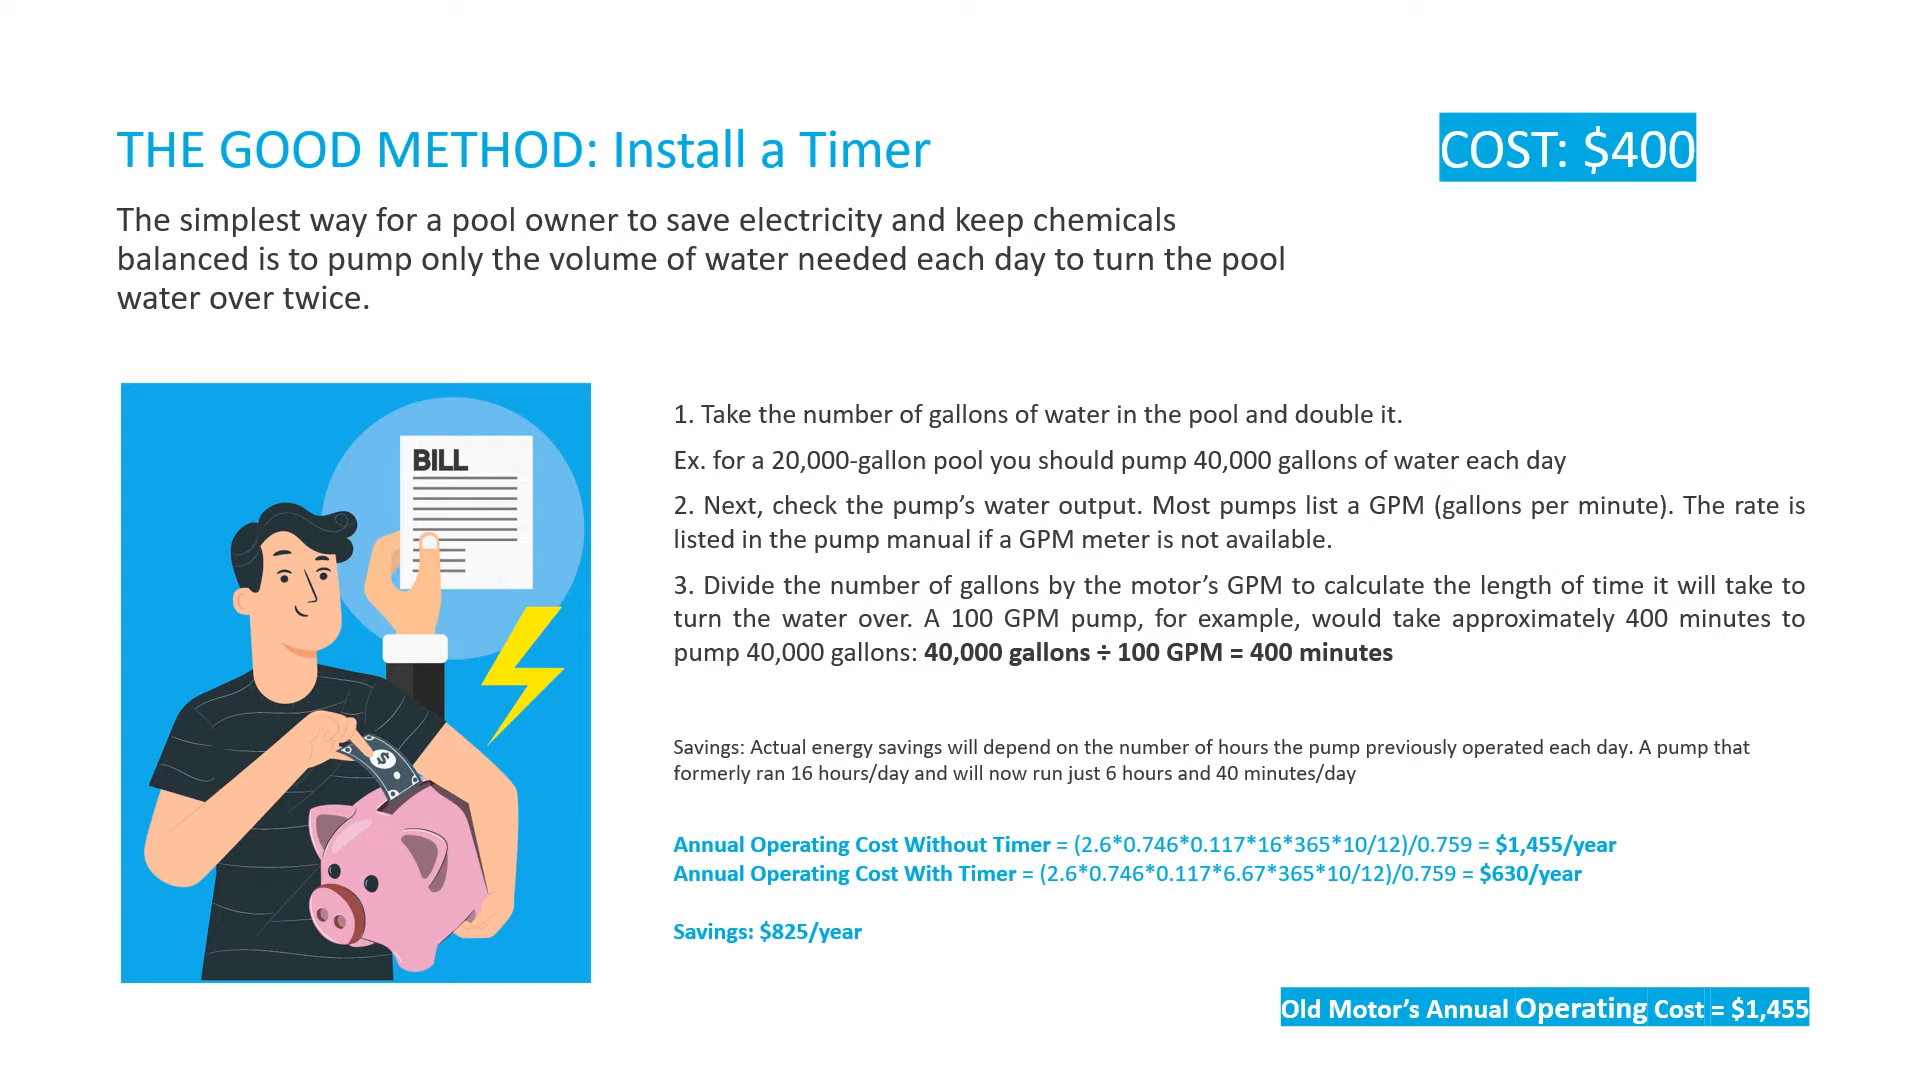 THE GOOD METHOD: Install a Timer
COST: $400
The simplest way for a pool owner to save electricity and keep chemicals
balanced is to pump only the volume of water needed each day to turn the pool
water over twice.
BILL
$
1. Take the number of gallons of water in the pool and double it.
Ex. for a 20,000-gallon pool you should pump 40,000 gallons of water each day
2. Next, check the pump’s water output. Most pumps list a GPM (gallons per minute). The rate is
listed in the pump manual if a GPM meter is not available.
3. Divide the number of gallons by the motor’s GPM to calculate the length of time it will take to
turn the water over. A 100 GPM pump, for example, would take approximately 400 minutes to
pump 40,000 gallons: 40,000 gallons ÷ 100 GPM = 400 minutes
Savings: Actual energy savings will depend on the number of hours the pump previously operated each day. A pump that
formerly ran 16 hours/day and will now run just 6 hours and 40 minutes/day
Annual Operating Cost Without Timer = (2.6*0.746*0.117*16*365*10/12)/0.759 = $1,455/year
Annual Operating Cost With Timer = (2.6*0.746*0.117*6.67*365*10/12)/0.759 = $630/year
Savings: $825/year
Old Motor’s Annual Operating Cost = $1,455